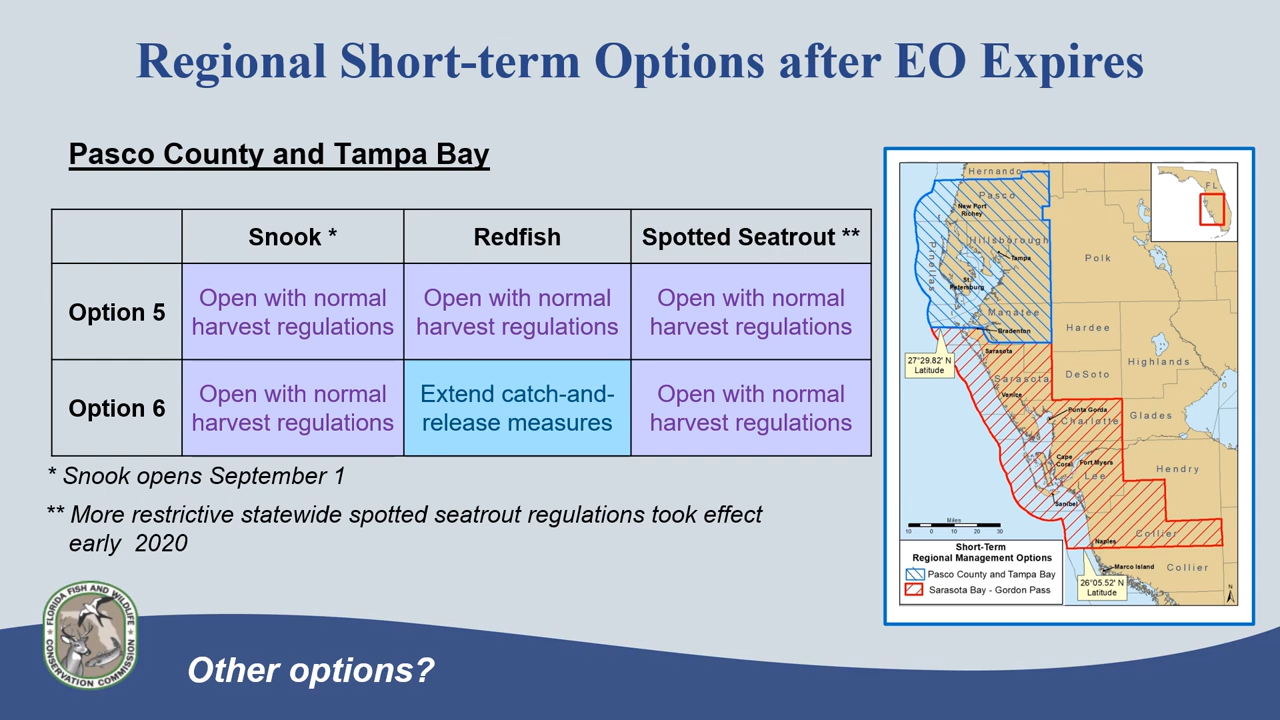 Regional Short-term Options after EO Expires
Pasco County and Tampa Bay
Snook *
Redfish
Spotted Seatrout **
Option 5
Open with normal
harvest regulations
Open with normal
harvest regulations
Open with normal
harvest regulations
Option 6
Open with normal
harvest regulations
Extend catch-and-
release measures
Open with normal
harvest regulations
* Snook opens September 1
** More restrictive statewide spotted seatrout regulations took effect
early 2020
Hernando
Pasco
New Port
Richey
Hillsborough
Tampa
Pinellas
St.
Petersburg
Manatee
Bradenton
Polk
Hardee
Highlands
DeSoto
Sarasota
Sarasota
Venice
Punta Gorda
Charlotte
Glades
Cape
Coral
Fort Myers
Lee
Hendry
Sanibel
Collier
Naples
Marco Island
Collier
FL
27°29.82' N
Latitude
26°05.52' N
Latitude
Miles
10 0 10 20 30
N
Short-Term
Regional Management Options
Pasco County and Tampa Bay
Sarasota Bay - Gordon Pass
FLORIDA FISH AND WILDLIFE
CONSERVATION COMMISSION
Other options?